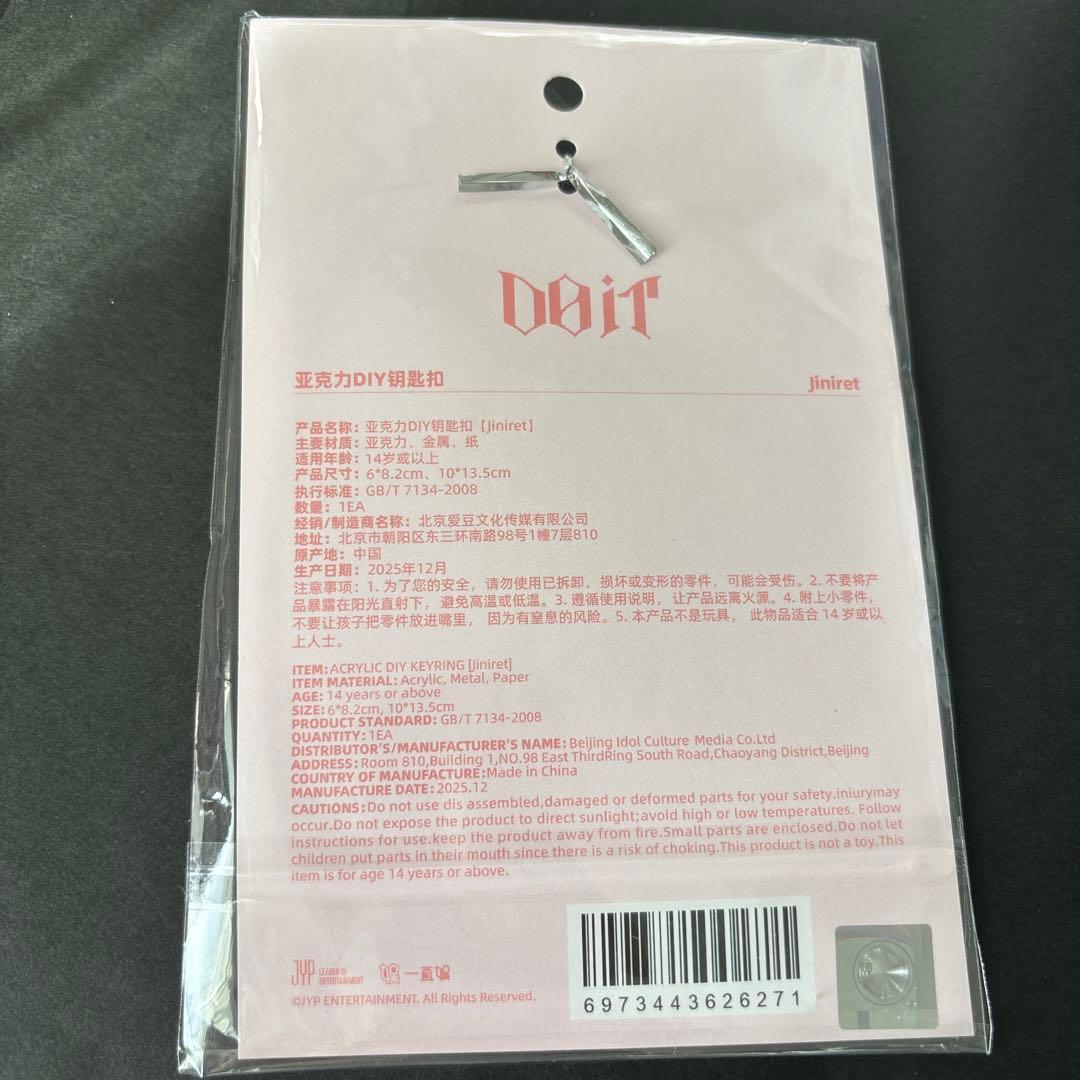 DO iT
亚克力DIY钥匙扣
Jiniret
产品名称：亚克力DIY钥匙扣【Jiniret】
主要材质：亚克力、金属、纸
适用年龄：14岁或以上
产品尺寸：6*8.2cm、10*13.5cm
执行标准：GB/T 7134-2008
数量：1EA
经销/制造商名称：北京爱豆文化传媒有限公司
地址：北京市朝阳区东三环南路98号1幢7层810
原产地：中国
生产日期：2025年12月
注意事项：1. 为了您的安全，请勿使用已拆卸、损坏或变形的零件，可能会受伤。2. 不要将产
品暴露在阳光直射下，避免高温或低温。3. 遵循使用说明，让产品远离火源。4. 附上小零件，
不要让孩子把零件放进嘴里，因为有窒息的风险。5. 本产品不是玩具，此物品适合 14 岁或以
上人士。
ITEM: ACRYLIC DIY KEYRING [Jiniret]
ITEM MATERIAL: Acrylic, Metal, Paper
AGE: 14 years or above
SIZE: 6*8.2cm, 10*13.5cm
PRODUCT STANDARD: GB/T 7134-2008
QUANTITY: 1EA
DISTRIBUTOR'S/MANUFACTURER'S NAME: Beijing Idol Culture Media Co.Ltd
ADDRESS: Room 810,Building 1,NO.98 East ThirdRing South Road,Chaoyang District,Beijing
COUNTRY OF MANUFACTURE:Made in China
MANUFACTURE DATE: 2025.12
CAUTIONS:Do not use dis assembled,damaged or deformed parts for your safety.iniurymay
occur.Do not expose the product to direct sunlight;avoid high or low temperatures. Follow
instructions for use.keep the product away from fire.Small parts are enclosed.Do not let
children put parts in their mouth since there is a risk of choking.This product is not a toy.This
item is for age 14 years or above.
JYP LEADER IN
ENTERTAINMENT
一直娱
©JYP ENTERTAINMENT. All Rights Reserved.
6973443626271